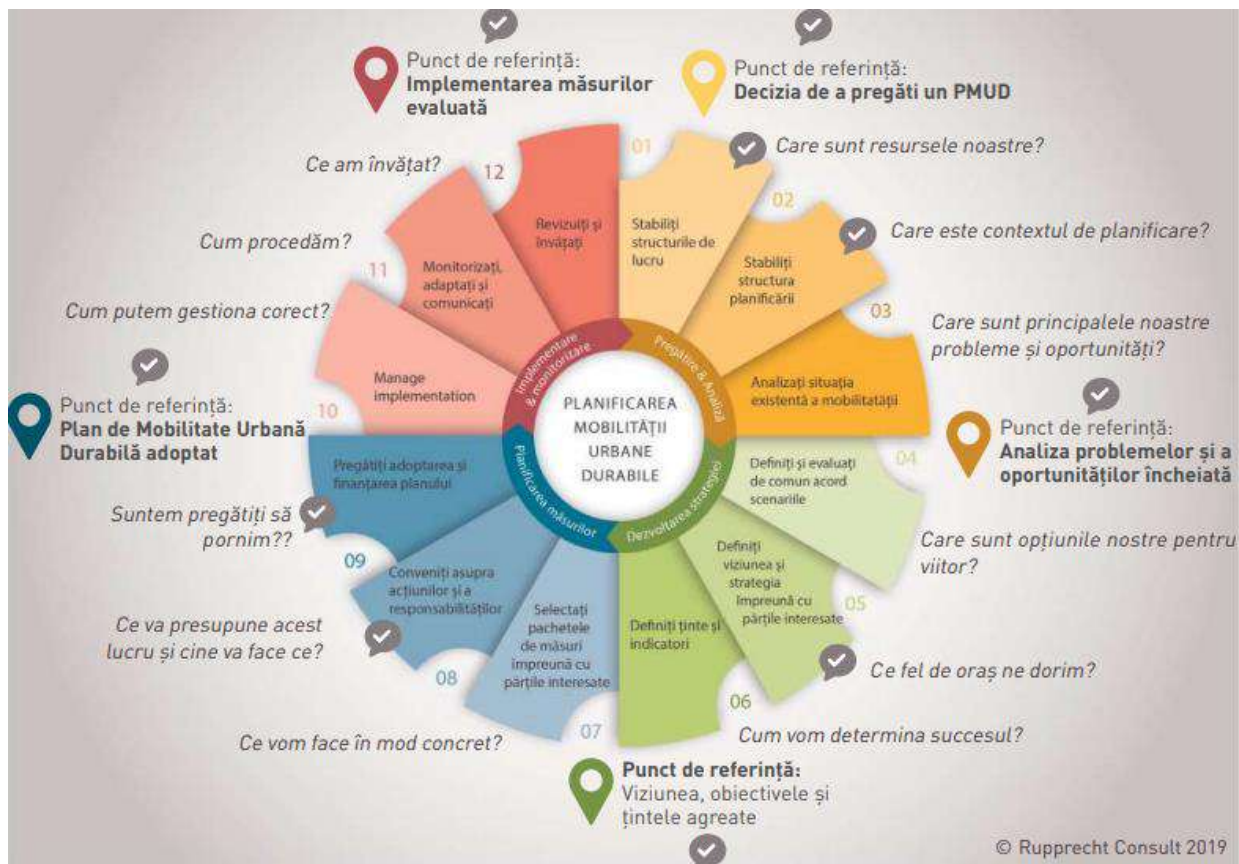 Punct de referință:
Implementarea măsurilor
evaluată
Punct de referință:
Decizia de a pregăti un PMUD
Ce am învățat?
12
01
Care sunt resursele noastre?
02
Care este contextul de planificare?
Cum procedăm?
11
Revizuiți și
învățați
Stabiliți
structurile de
lucru
Monitorizați,
adaptați și
comunicați
Stabiliți
structura
planificării
03
Care sunt principalele noastre
probleme și oportunități?
Cum putem gestiona corect?
Manage
implementation
Analizați situația
existentă a mobilitatății
Implementare
& monitorizare
Pregătire & Analiză
PLANIFICAREA
MOBILITĂȚII
URBANE
DURABILE
Planificarea măsurilor
Dezvoltarea strategiei
10
Punct de referință:
Plan de Mobilitate Urbană
Durabilă adoptat
Punct de referință:
Analiza problemelor și a
oportunităților încheiată
Pregătiți adoptarea și
finanțarea planului
Definiți și evaluați
de comun acord
scenariile
04
Suntem pregătiți să
pornim??
Care sunt opțiunile nostre pentru
viitor?
09
Conveniți asupra
acțiunilor și a
responsabilităților
Selectați
pachetele
de măsuri
împreună cu
părțile interesate
Definiți ținte și
indicatori
Definiți
viziunea și
strategia
împreună cu
părțile interesate
05
Ce va presupune acest
lucru și cine va face ce?
08
Ce fel de oraș ne dorim?
06
07
Ce vom face în mod concret?
Cum vom determina succesul?
Punct de referință:
Viziunea, obiectivele și
țintele agreate
© Rupprecht Consult 2019